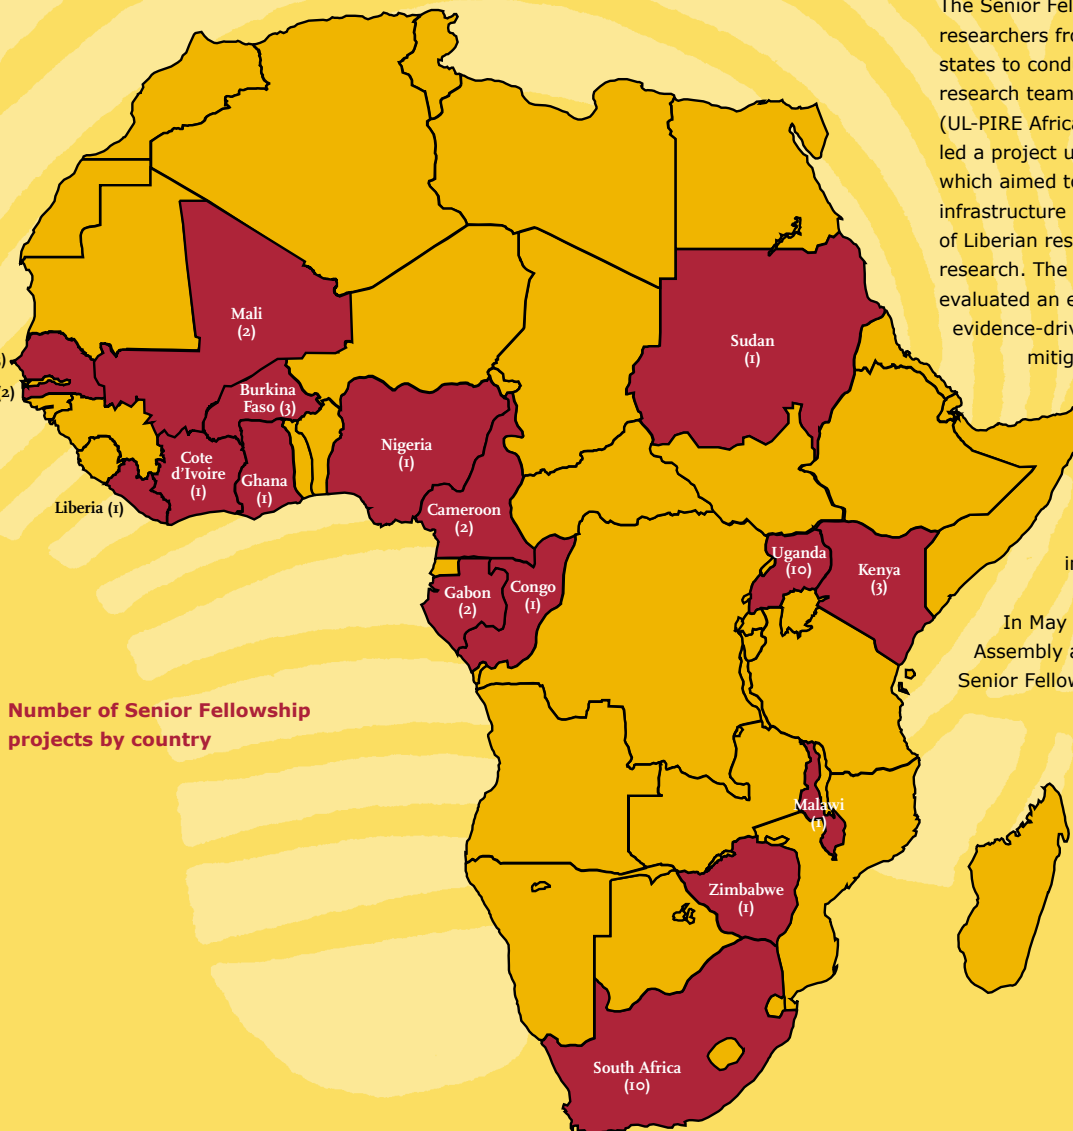 The Senior Fel
researchers fro
states to cond
research team
(UL-PIRE Africa
led a project u
which aimed to
infrastructure
of Liberian res
research. The
evaluated an e
evidence-driv
mitig
in
In May
Assembly a
Senior Fellow
Mali
(2)
Sudan
(1)
)
(2)
Burkina
Faso (3)
Nigeria
(1)
Cote
d'Ivoire
(1)
Ghana
(1)
Liberia (1)
Cameroon
(2)
Uganda
(10)
Kenya
(3)
Gabon
(2)
Congo
(1)
Number of Senior Fellowship
projects by country
Malawi
(1)
Zimbabwe
(1)
South Africa
(10)